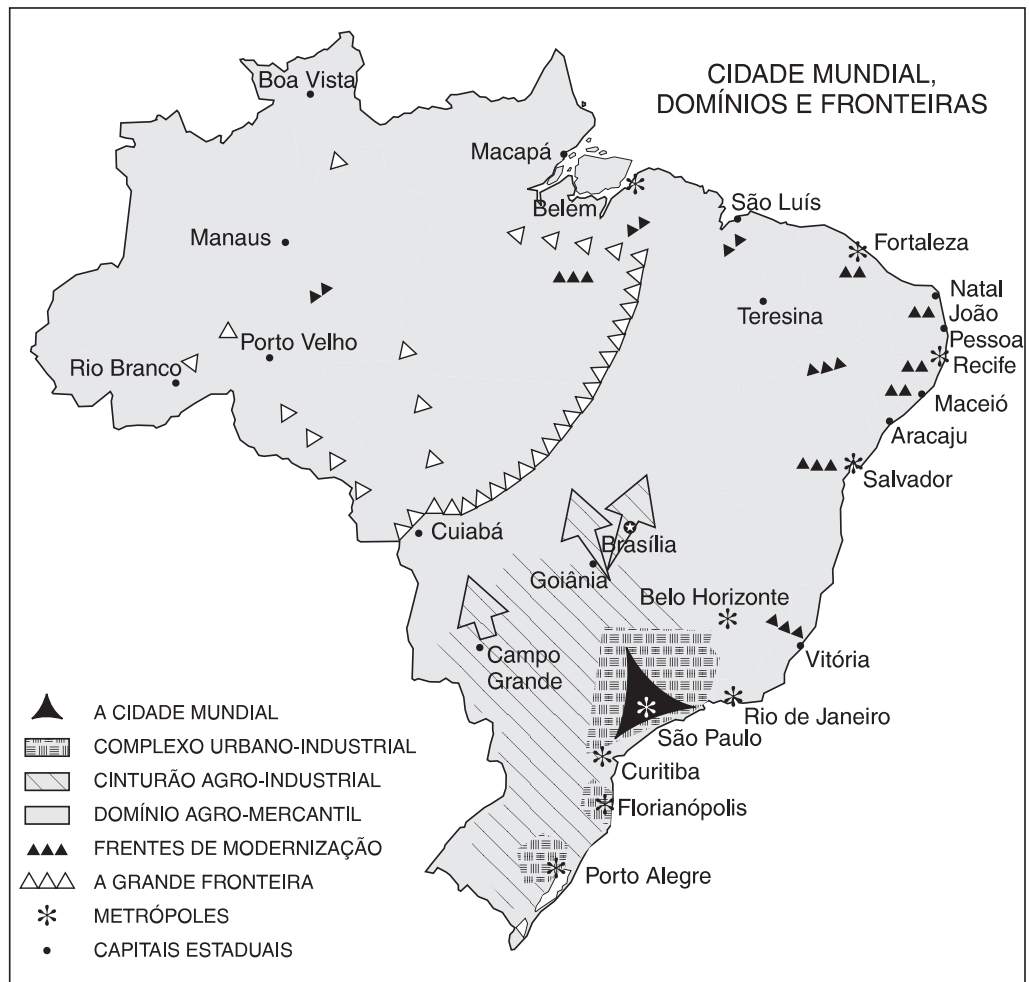 CIDADE MUNDIAL,
DOMÍNIOS E FRONTEIRAS
Boa Vista
Macapá
Belém
São Luís
Fortaleza
Manaus
Natal
João
Pessoa
Teresina
Recife
Porto Velho
Rio Branco
Maceió
Aracaju
Salvador
Cuiabá
Brasília
Goiânia
Belo Horizonte
Campo
Grande
Vitória
Rio de Janeiro
São Paulo
Curitiba
Florianópolis
Porto Alegre
A CIDADE MUNDIAL
COMPLEXO URBANO-INDUSTRIAL
CINTURÃO AGRO-INDUSTRIAL
DOMÍNIO AGRO-MERCANTIL
FRENTES DE MODERNIZAÇÃO
A GRANDE FRONTEIRA
METRÓPOLES
CAPITAIS ESTADUAIS